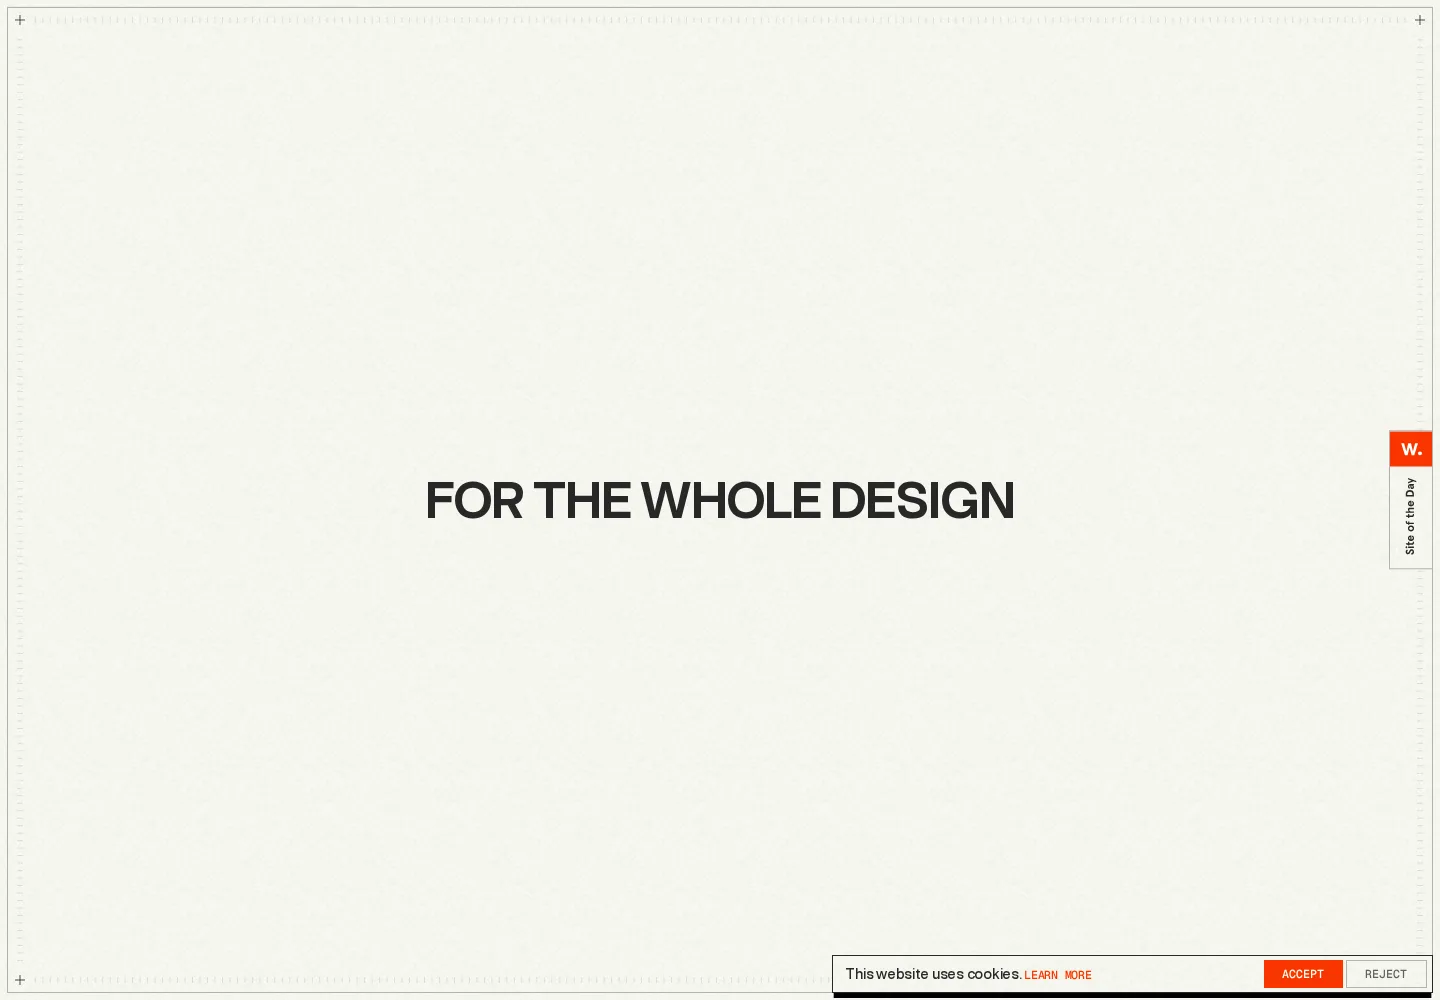 FOR THE WHOLE DESIGN
W.
Site of the Day
This website uses cookies. LEARN MORE
ACCEPT
REJECT